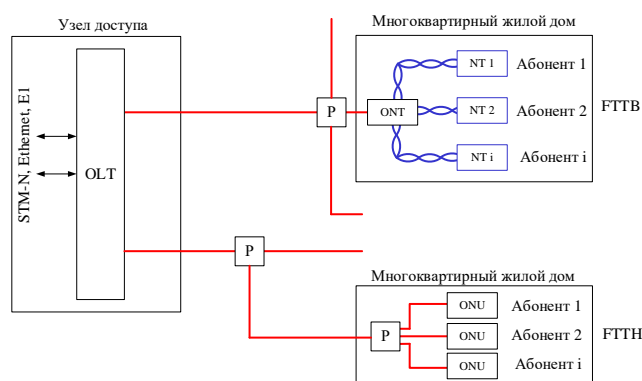 Узел доступа
STM-N, Ethernet, E1
OLT
P
P
Многоквартирный жилой дом
ONT
NT 1
Абонент 1
NT 2
Абонент 2
NT i
Абонент i
FTTB
Многоквартирный жилой дом
P
ONU
Абонент 1
ONU
Абонент 2
ONU
Абонент i
FTTH